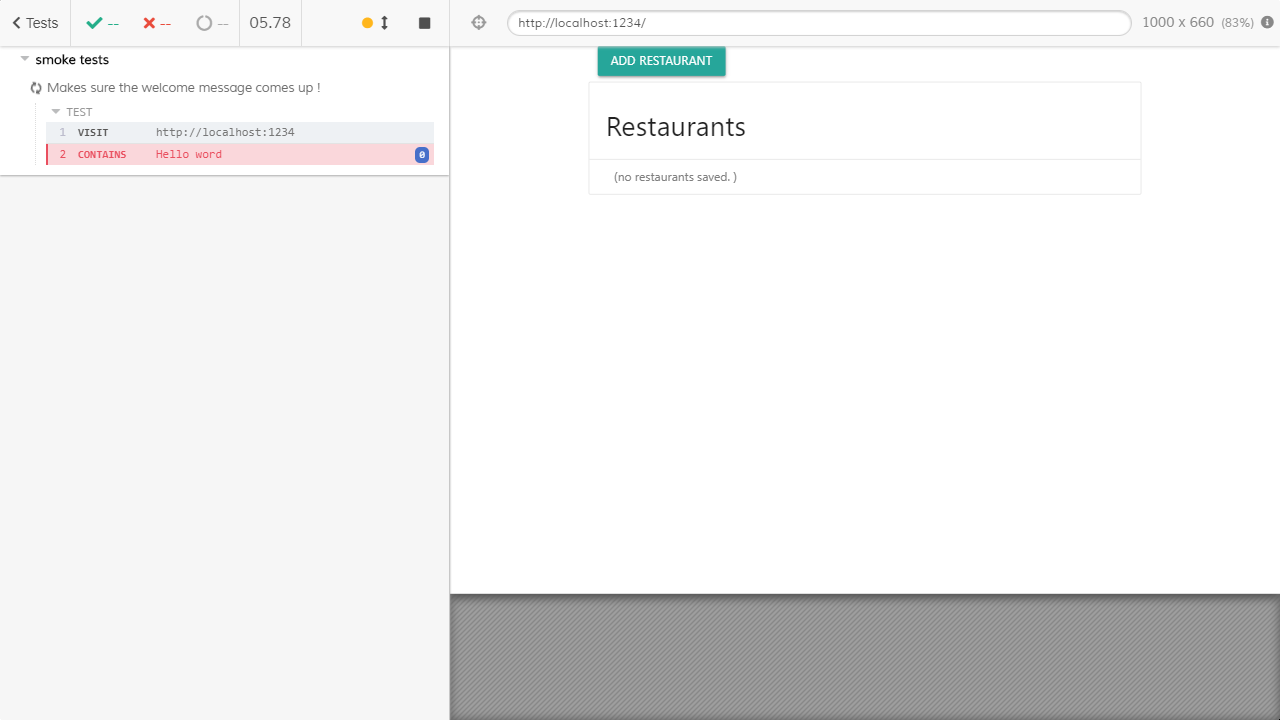 Tests -- -- -- 05.78
http://localhost:1234/ 1000 x 660 (83%)
smoke tests
Makes sure the welcome message comes up !
TEST
1 VISIT http://localhost:1234
2 CONTAINS Hello word 0
ADD RESTAURANT
Restaurants
(no restaurants saved. )